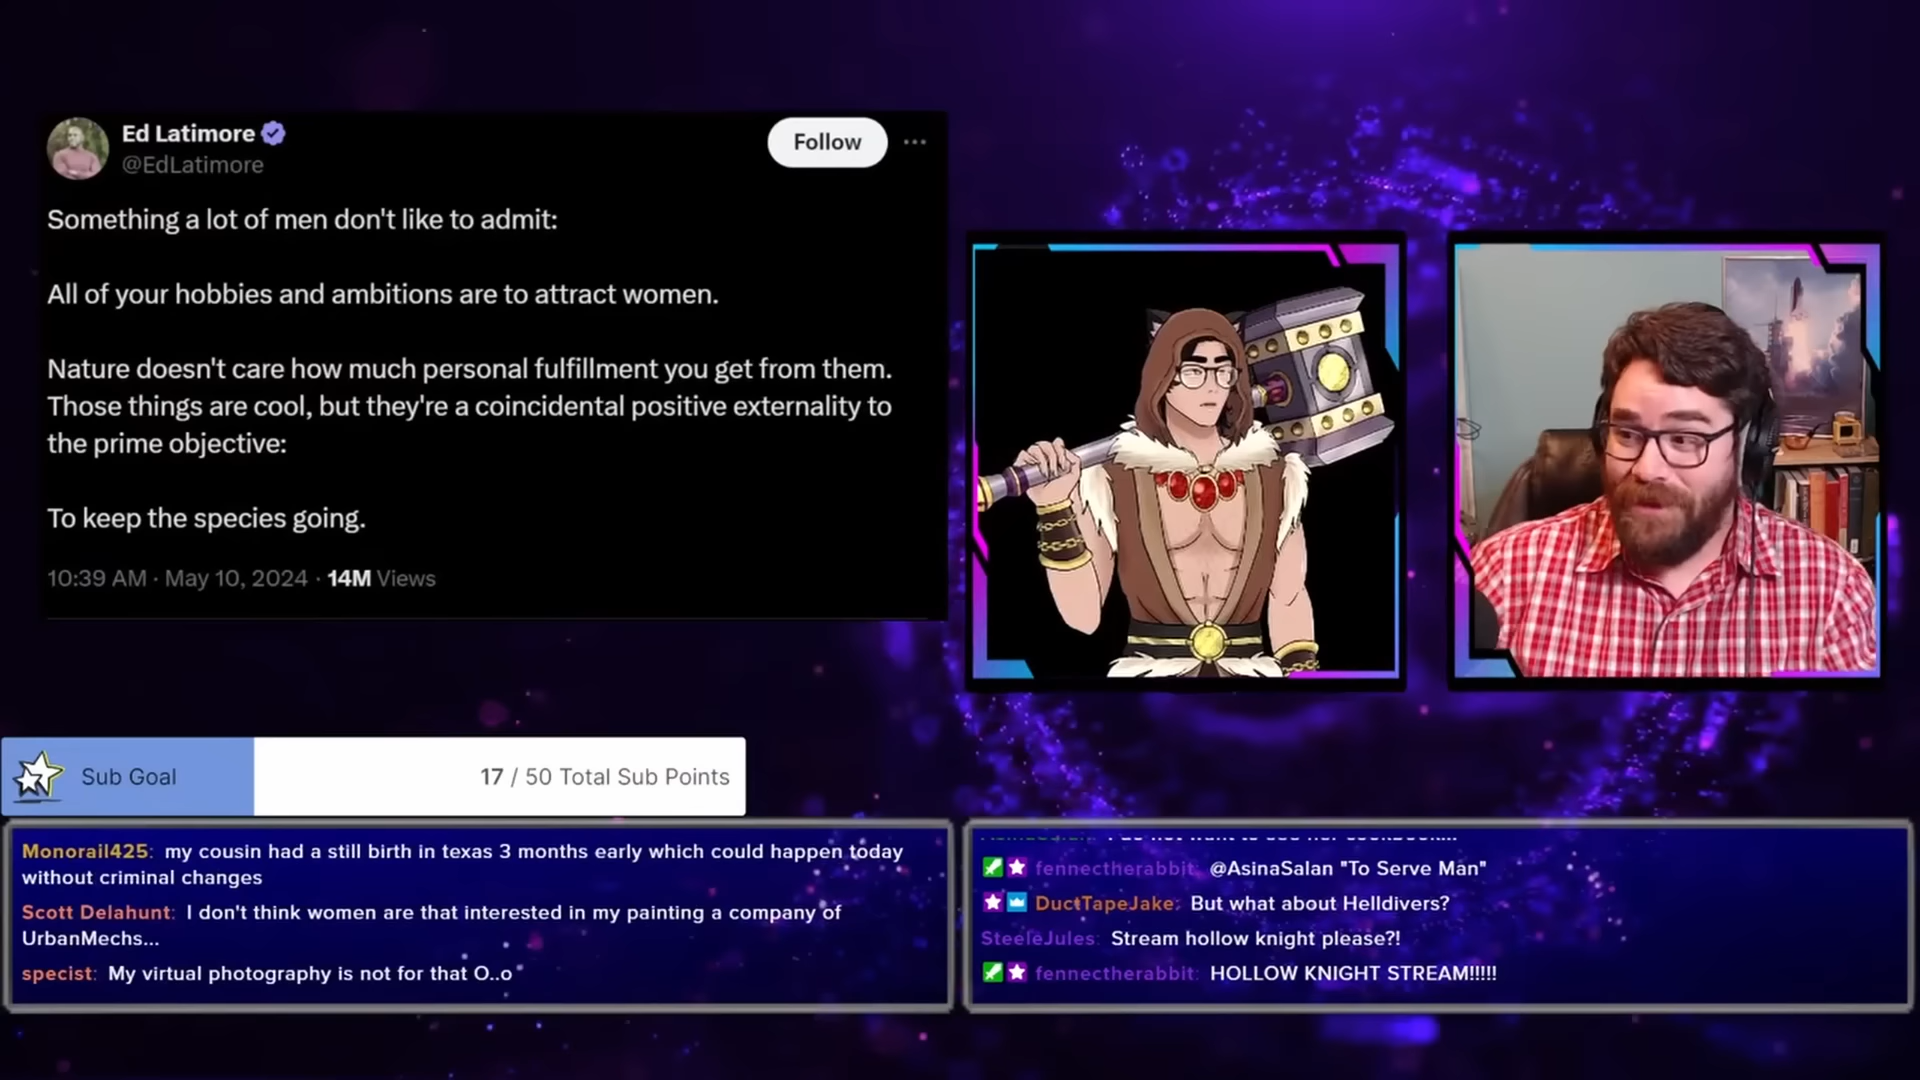 Ed Latimore
@EdLatimore
Follow
Something a lot of men don't like to admit:
All of your hobbies and ambitions are to attract women.
Nature doesn't care how much personal fulfillment you get from them.
Those things are cool, but they're a coincidental positive externality to
the prime objective:
To keep the species going.
10:39 AM · May 10, 2024 · 14M Views
Sub Goal
17 / 50 Total Sub Points
Monorail425: my cousin had a still birth in texas 3 months early which could happen today
without criminal changes
Scott Delahunt: I don't think women are that interested in my painting a company of
UrbanMechs...
specist: My virtual photography is not for that O..o
fennectherabbit: @AsinaSalan "To Serve Man"
DuctTapeJake: But what about Helldivers?
SteeleJules: Stream hollow knight please?!
fennectherabbit: HOLLOW KNIGHT STREAM!!!!!